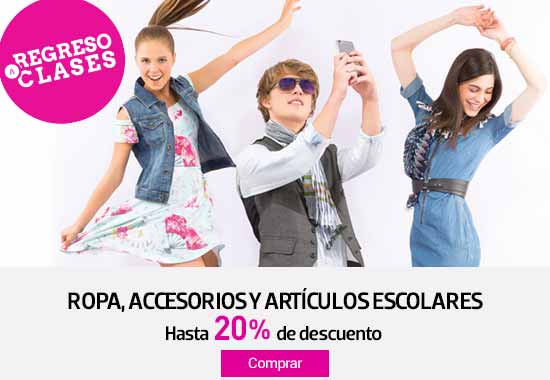 REGRESO
A CLASES
ROPA, ACCESORIOS Y ARTÍCULOS ESCOLARES
Hasta 20% de descuento
Comprar